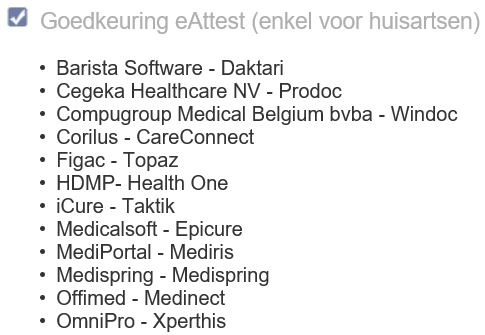 Goedkeuring eAttest (enkel voor huisartsen)
• Barista Software - Daktari
• Cegeka Healthcare NV - Prodoc
• Compugroup Medical Belgium bvba - Windoc
• Corilus - CareConnect
• Figac - Topaz
• HDMP- Health One
• iCure - Taktik
• Medicalsoft - Epicure
• MediPortal - Mediris
• Medispring - Medispring
• Offimed - Medinect
• OmniPro - Xperthis